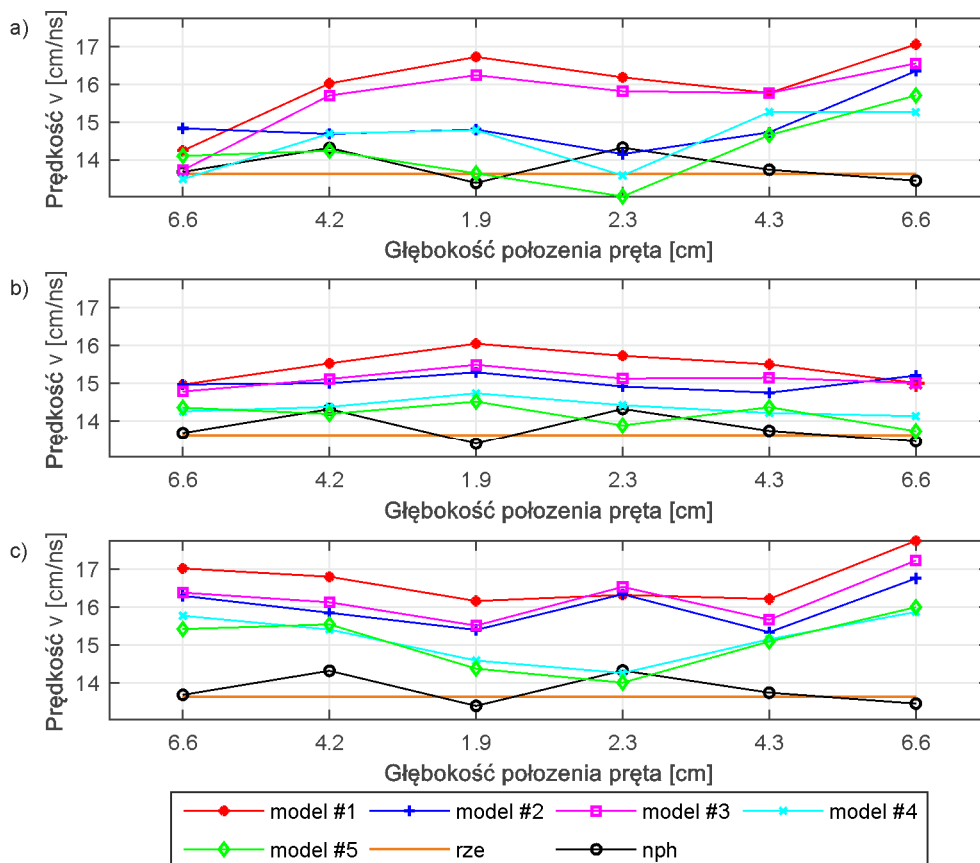 a)
Prędkość v [cm/ns]
17
16
15
14
6.6 4.2 1.9 2.3 4.3 6.6
Głębokość połozenia pręta [cm]
b)
Prędkość v [cm/ns]
17
16
15
14
6.6 4.2 1.9 2.3 4.3 6.6
Głębokość połozenia pręta [cm]
c)
Prędkość v [cm/ns]
17
16
15
14
6.6 4.2 1.9 2.3 4.3 6.6
Głębokość połozenia pręta [cm]
model #1 model #2 model #3 model #4
model #5 rze nph